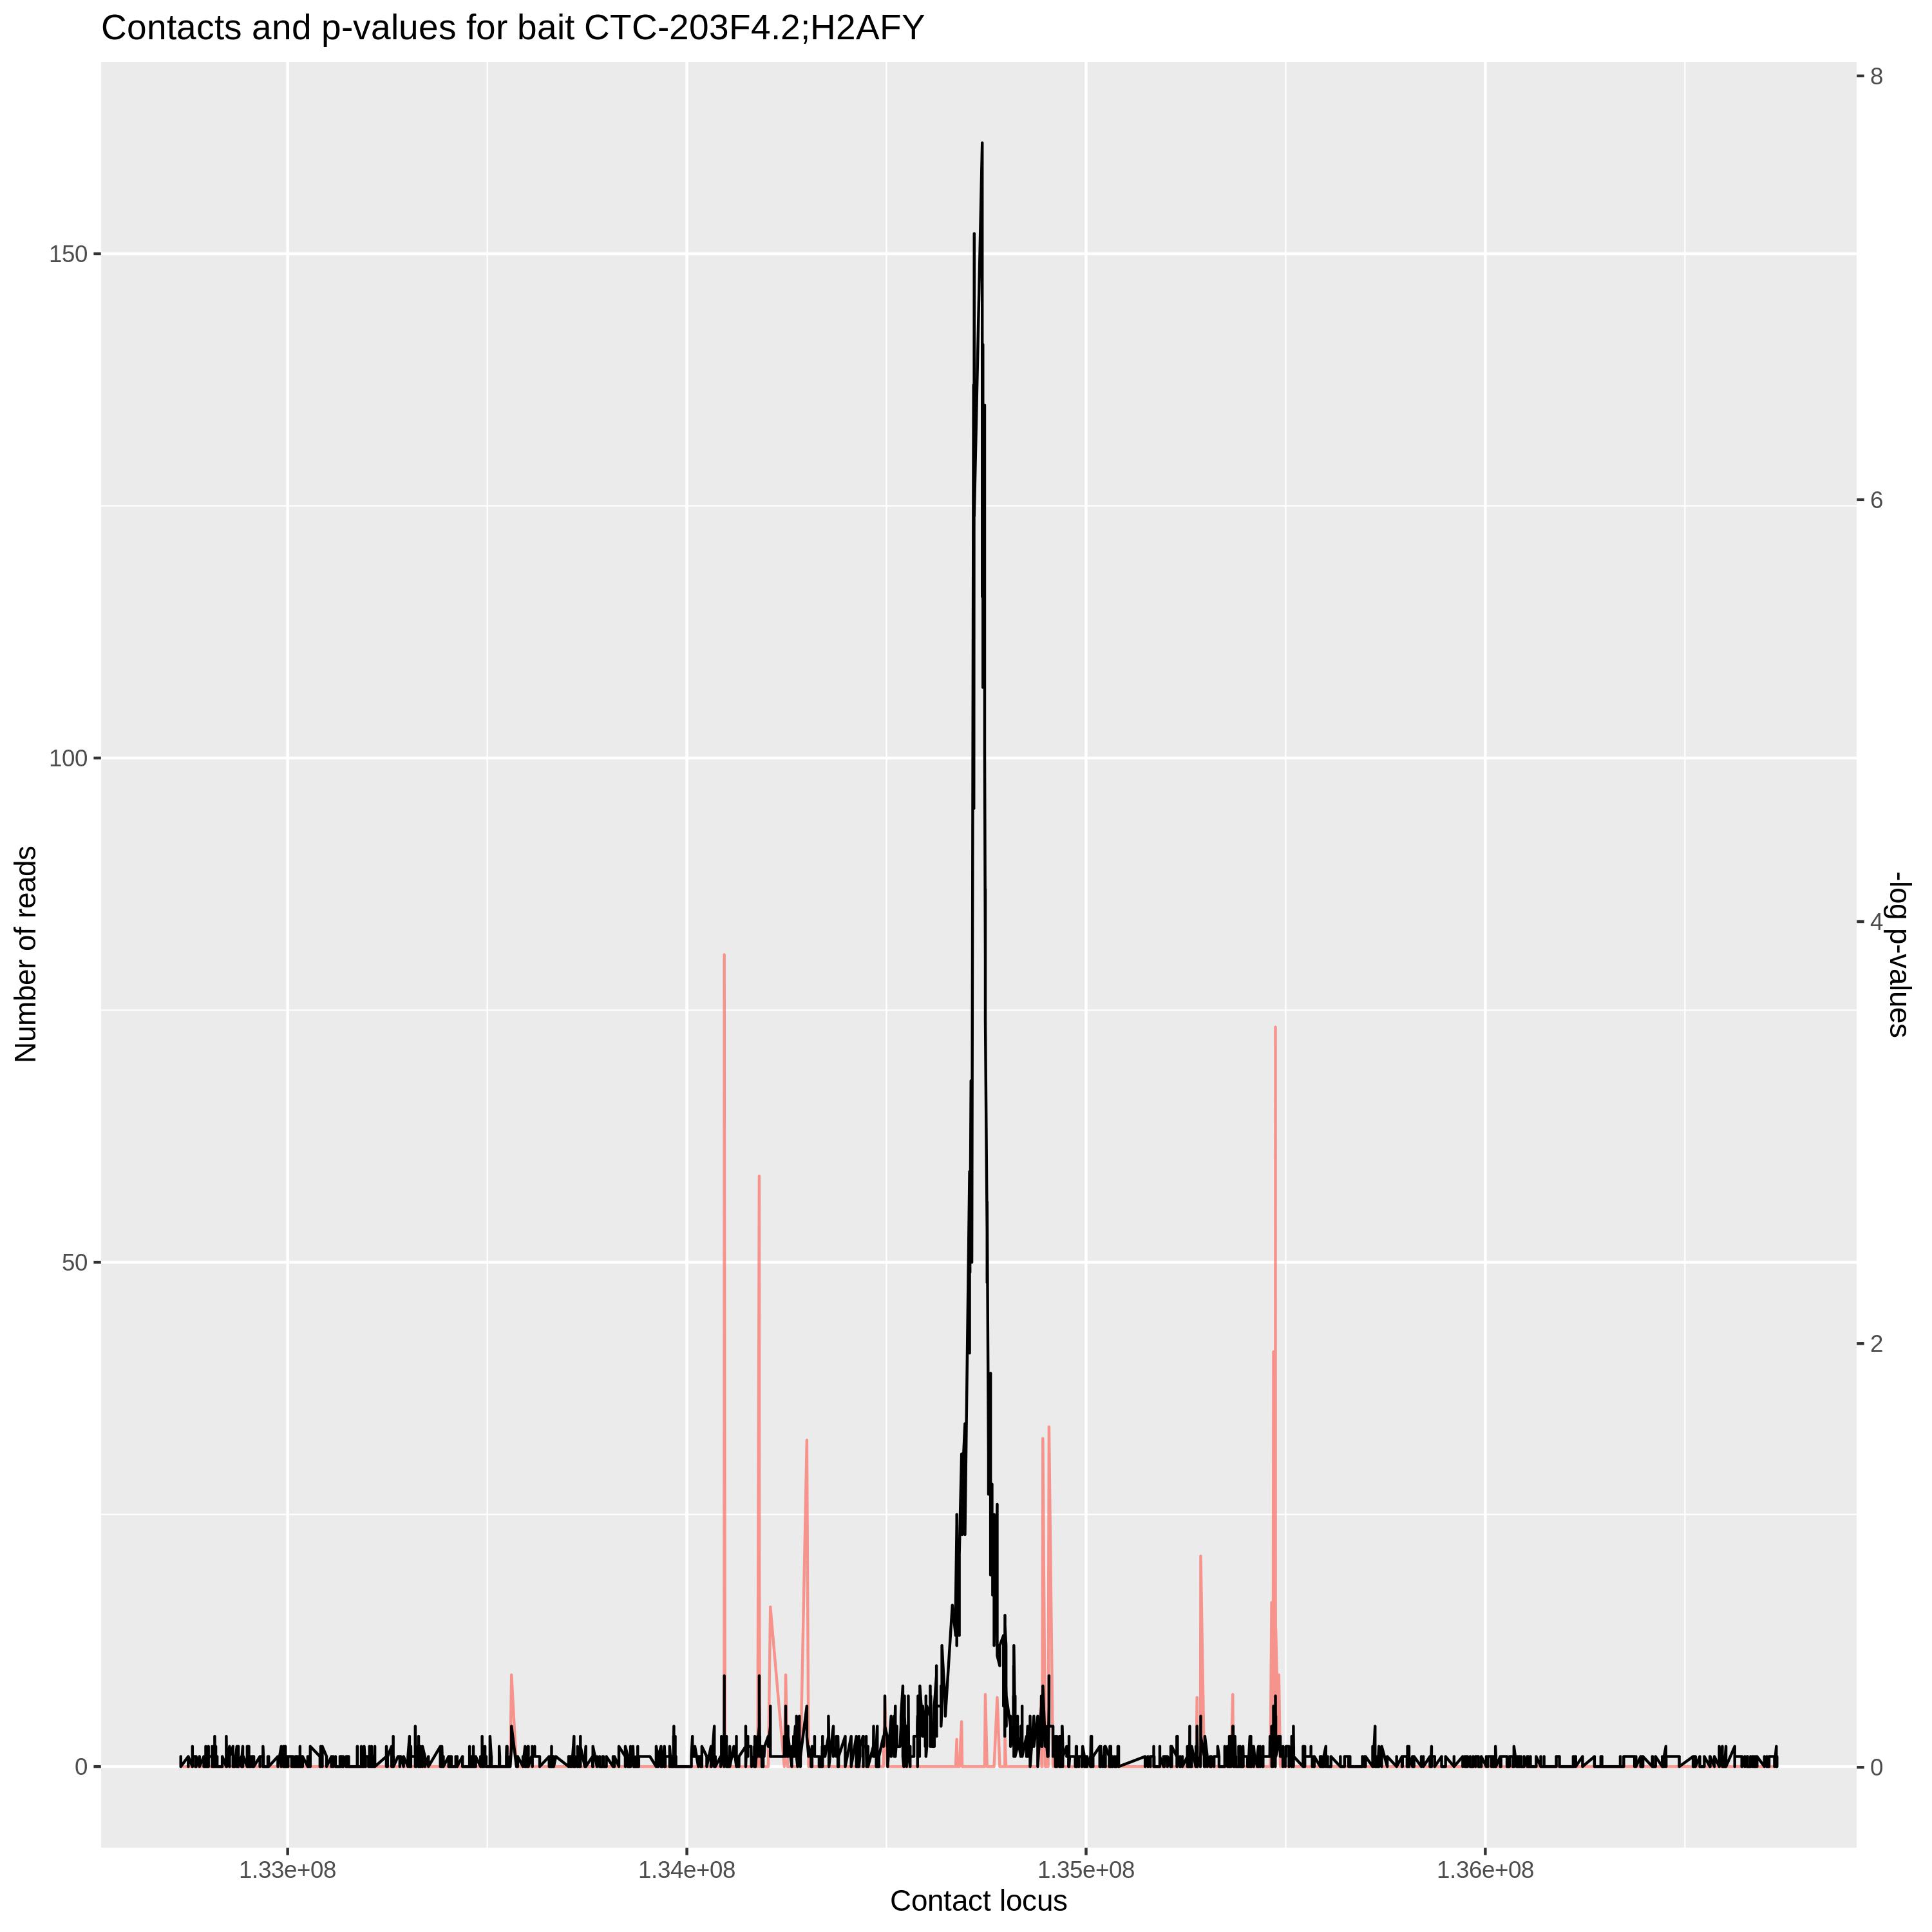 Contacts and p-values for bait CTC-203F4.2;H2AFY
Number of reads
150
100
50
0
8
6
4
2
0
-log p-values
1.33e+08 1.34e+08 1.35e+08 1.36e+08
Contact locus